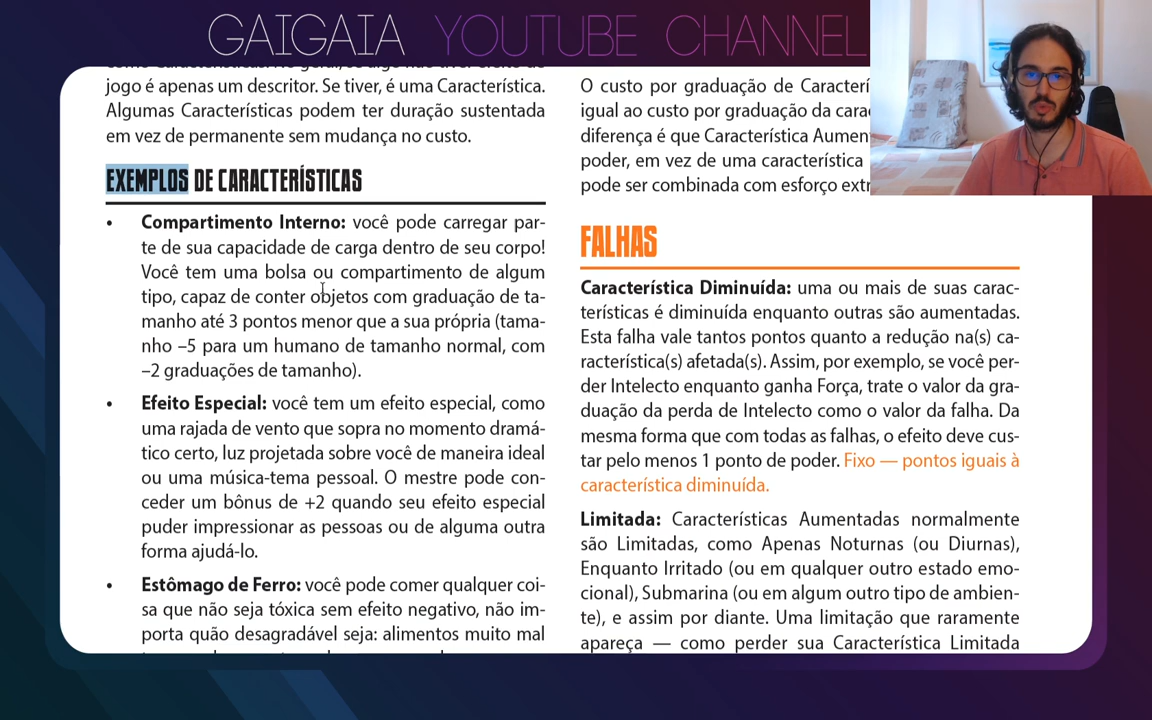 GAIGAIA YOUTUBE CHANNEL
jogo é apenas um descritor. Se tiver, é uma Característica.
Algumas Características podem ter duração sustentada
em vez de permanente sem mudança no custo.
EXEMPLOS DE CARACTERÍSTICAS
• Compartimento Interno: você pode carregar par-
te de sua capacidade de carga dentro de seu corpo!
Você tem uma bolsa ou compartimento de algum
tipo, capaz de conter objetos com graduação de ta-
manho até 3 pontos menor que a sua própria (tama-
nho –5 para um humano de tamanho normal, com
–2 graduações de tamanho).
• Efeito Especial: você tem um efeito especial, como
uma rajada de vento que sopra no momento dramá-
tico certo, luz projetada sobre você de maneira ideal
ou uma música-tema pessoal. O mestre pode con-
ceder um bônus de +2 quando seu efeito especial
puder impressionar as pessoas ou de alguma outra
forma ajudá-lo.
• Estômago de Ferro: você pode comer qualquer coi-
sa que não seja tóxica sem efeito negativo, não im-
porta quão desagradável seja: alimentos muito mal
O custo por graduação de Caracterí
igual ao custo por graduação da cara
diferença é que Característica Aumen
poder, em vez de uma característica
pode ser combinada com esforço extr
FALHAS
Característica Diminuída: uma ou mais de suas carac-
terísticas é diminuída enquanto outras são aumentadas.
Esta falha vale tantos pontos quanto a redução na(s) ca-
racterística(s) afetada(s). Assim, por exemplo, se você per-
der Intelecto enquanto ganha Força, trate o valor da gra-
duação da perda de Intelecto como o valor da falha. Da
mesma forma que com todas as falhas, o efeito deve cus-
tar pelo menos 1 ponto de poder. Fixo — pontos iguais à
característica diminuída.
Limitada: Características Aumentadas normalmente
são Limitadas, como Apenas Noturnas (ou Diurnas),
Enquanto Irritado (ou em qualquer outro estado emo-
cional), Submarina (ou em algum outro tipo de ambien-
te), e assim por diante. Uma limitação que raramente
apareça — como perder sua Característica Limitada